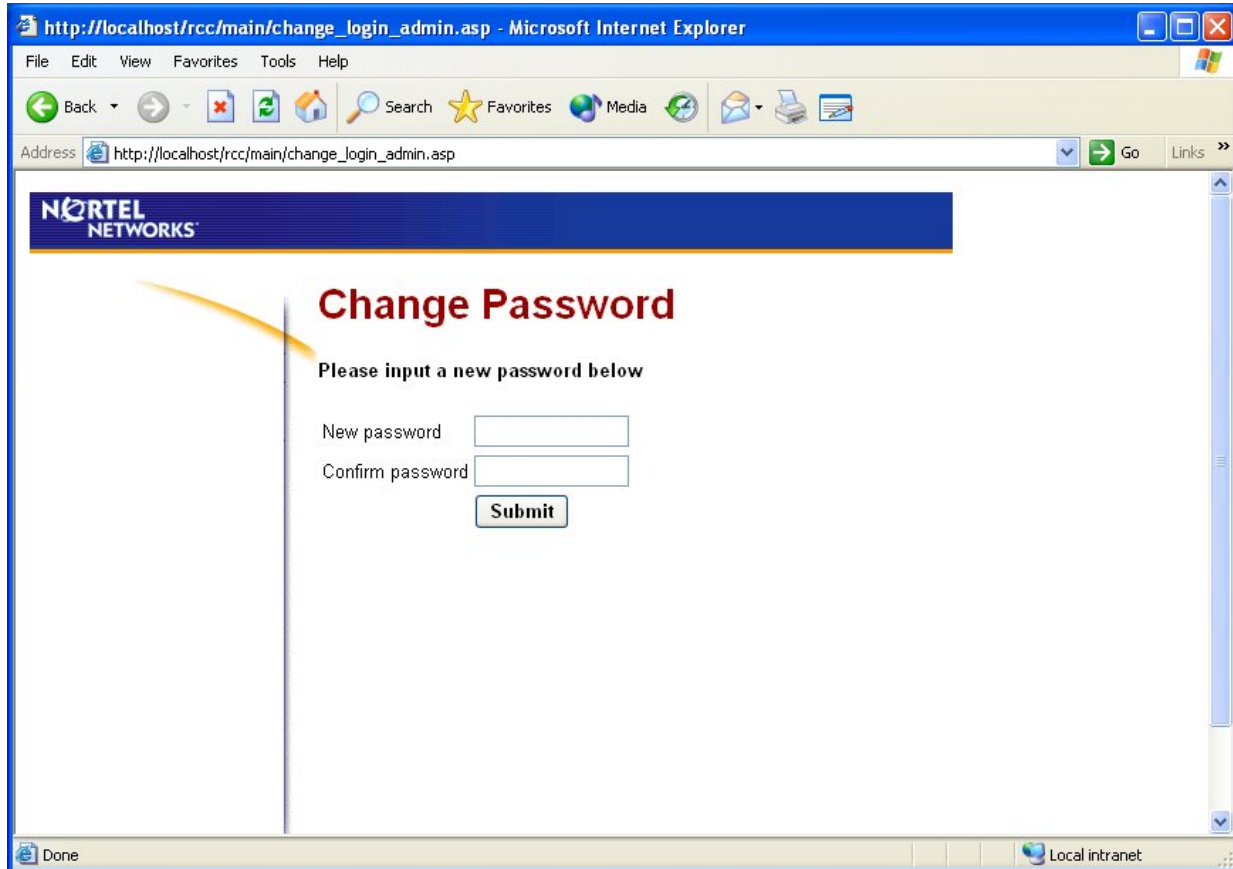 http://localhost/rcc/main/change_login_admin.asp - Microsoft Internet Explorer
File Edit View Favorites Tools Help
Back Search Favorites Media
Address http://localhost/rcc/main/change_login_admin.asp Go Links »
NORTEL
NETWORKS
Change Password
Please input a new password below
New password
Confirm password
Submit
Done Local intranet